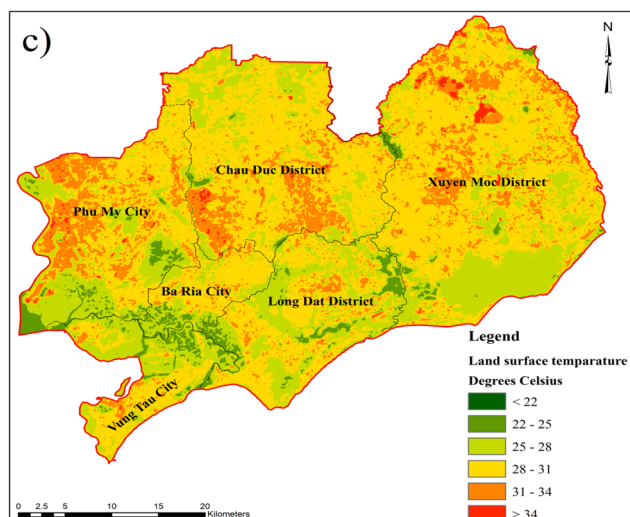 c)
N
Chau Duc District
Xuyen Moc District
Phu My City
Ba Ria City
Long Dat District
Vung Tau City
Legend
Land surface temparature
Degrees Celsius
< 22
22 - 25
25 - 28
28 - 31
31 - 34
> 34
0 2.5 5 10 15 20
Kilometers